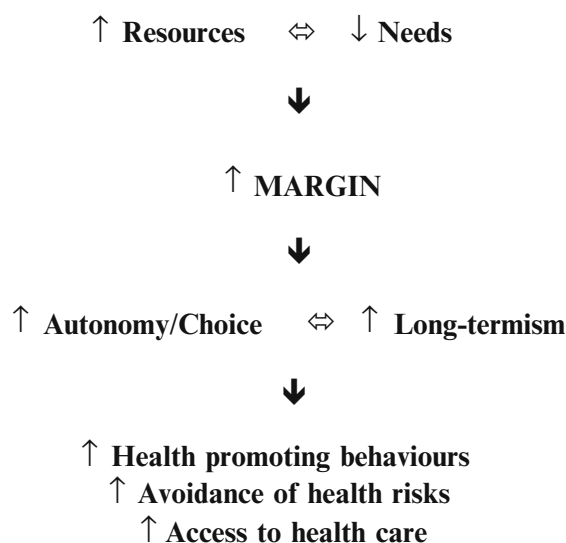 ↑ Resources ⇔ ↓ Needs
↑ MARGIN
↑ Autonomy/Choice ⇔ ↑ Long-termism
↑ Health promoting behaviours
↑ Avoidance of health risks
↑ Access to health care